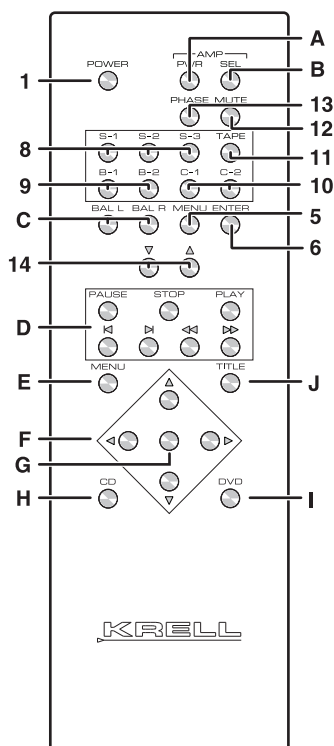 AMP
A
POWER PWR SEL
1 B
PHASE MUTE 13
12
S-1 S-2 S-3 TAPE
8 11
B-1 B-2 C-1 C-2
9 10
BAL L BAL R MENU ENTER
C 5
6
14
PAUSE STOP PLAY
D
MENU TITLE
E J
F
G
CD DVD
H I
KRELL